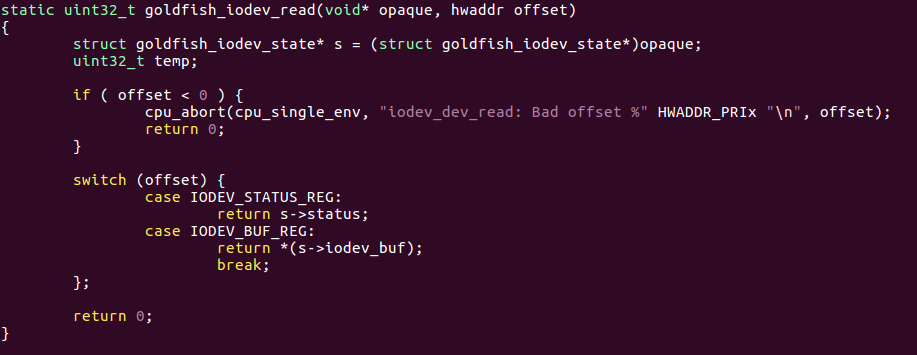 static uint32_t goldfish_iodev_read(void* opaque, hwaddr offset)
{
        struct goldfish_iodev_state* s = (struct goldfish_iodev_state*)opaque;
        uint32_t temp;

        if ( offset < 0 ) {
                cpu_abort(cpu_single_env, "iodev_dev_read: Bad offset %" HWADDR_PRIx "\n", offset);
                return 0;
        }

        switch (offset) {
                case IODEV_STATUS_REG:
                        return s->status;
                case IODEV_BUF_REG:
                        return *(s->iodev_buf);
                        break;
        };

        return 0;
}